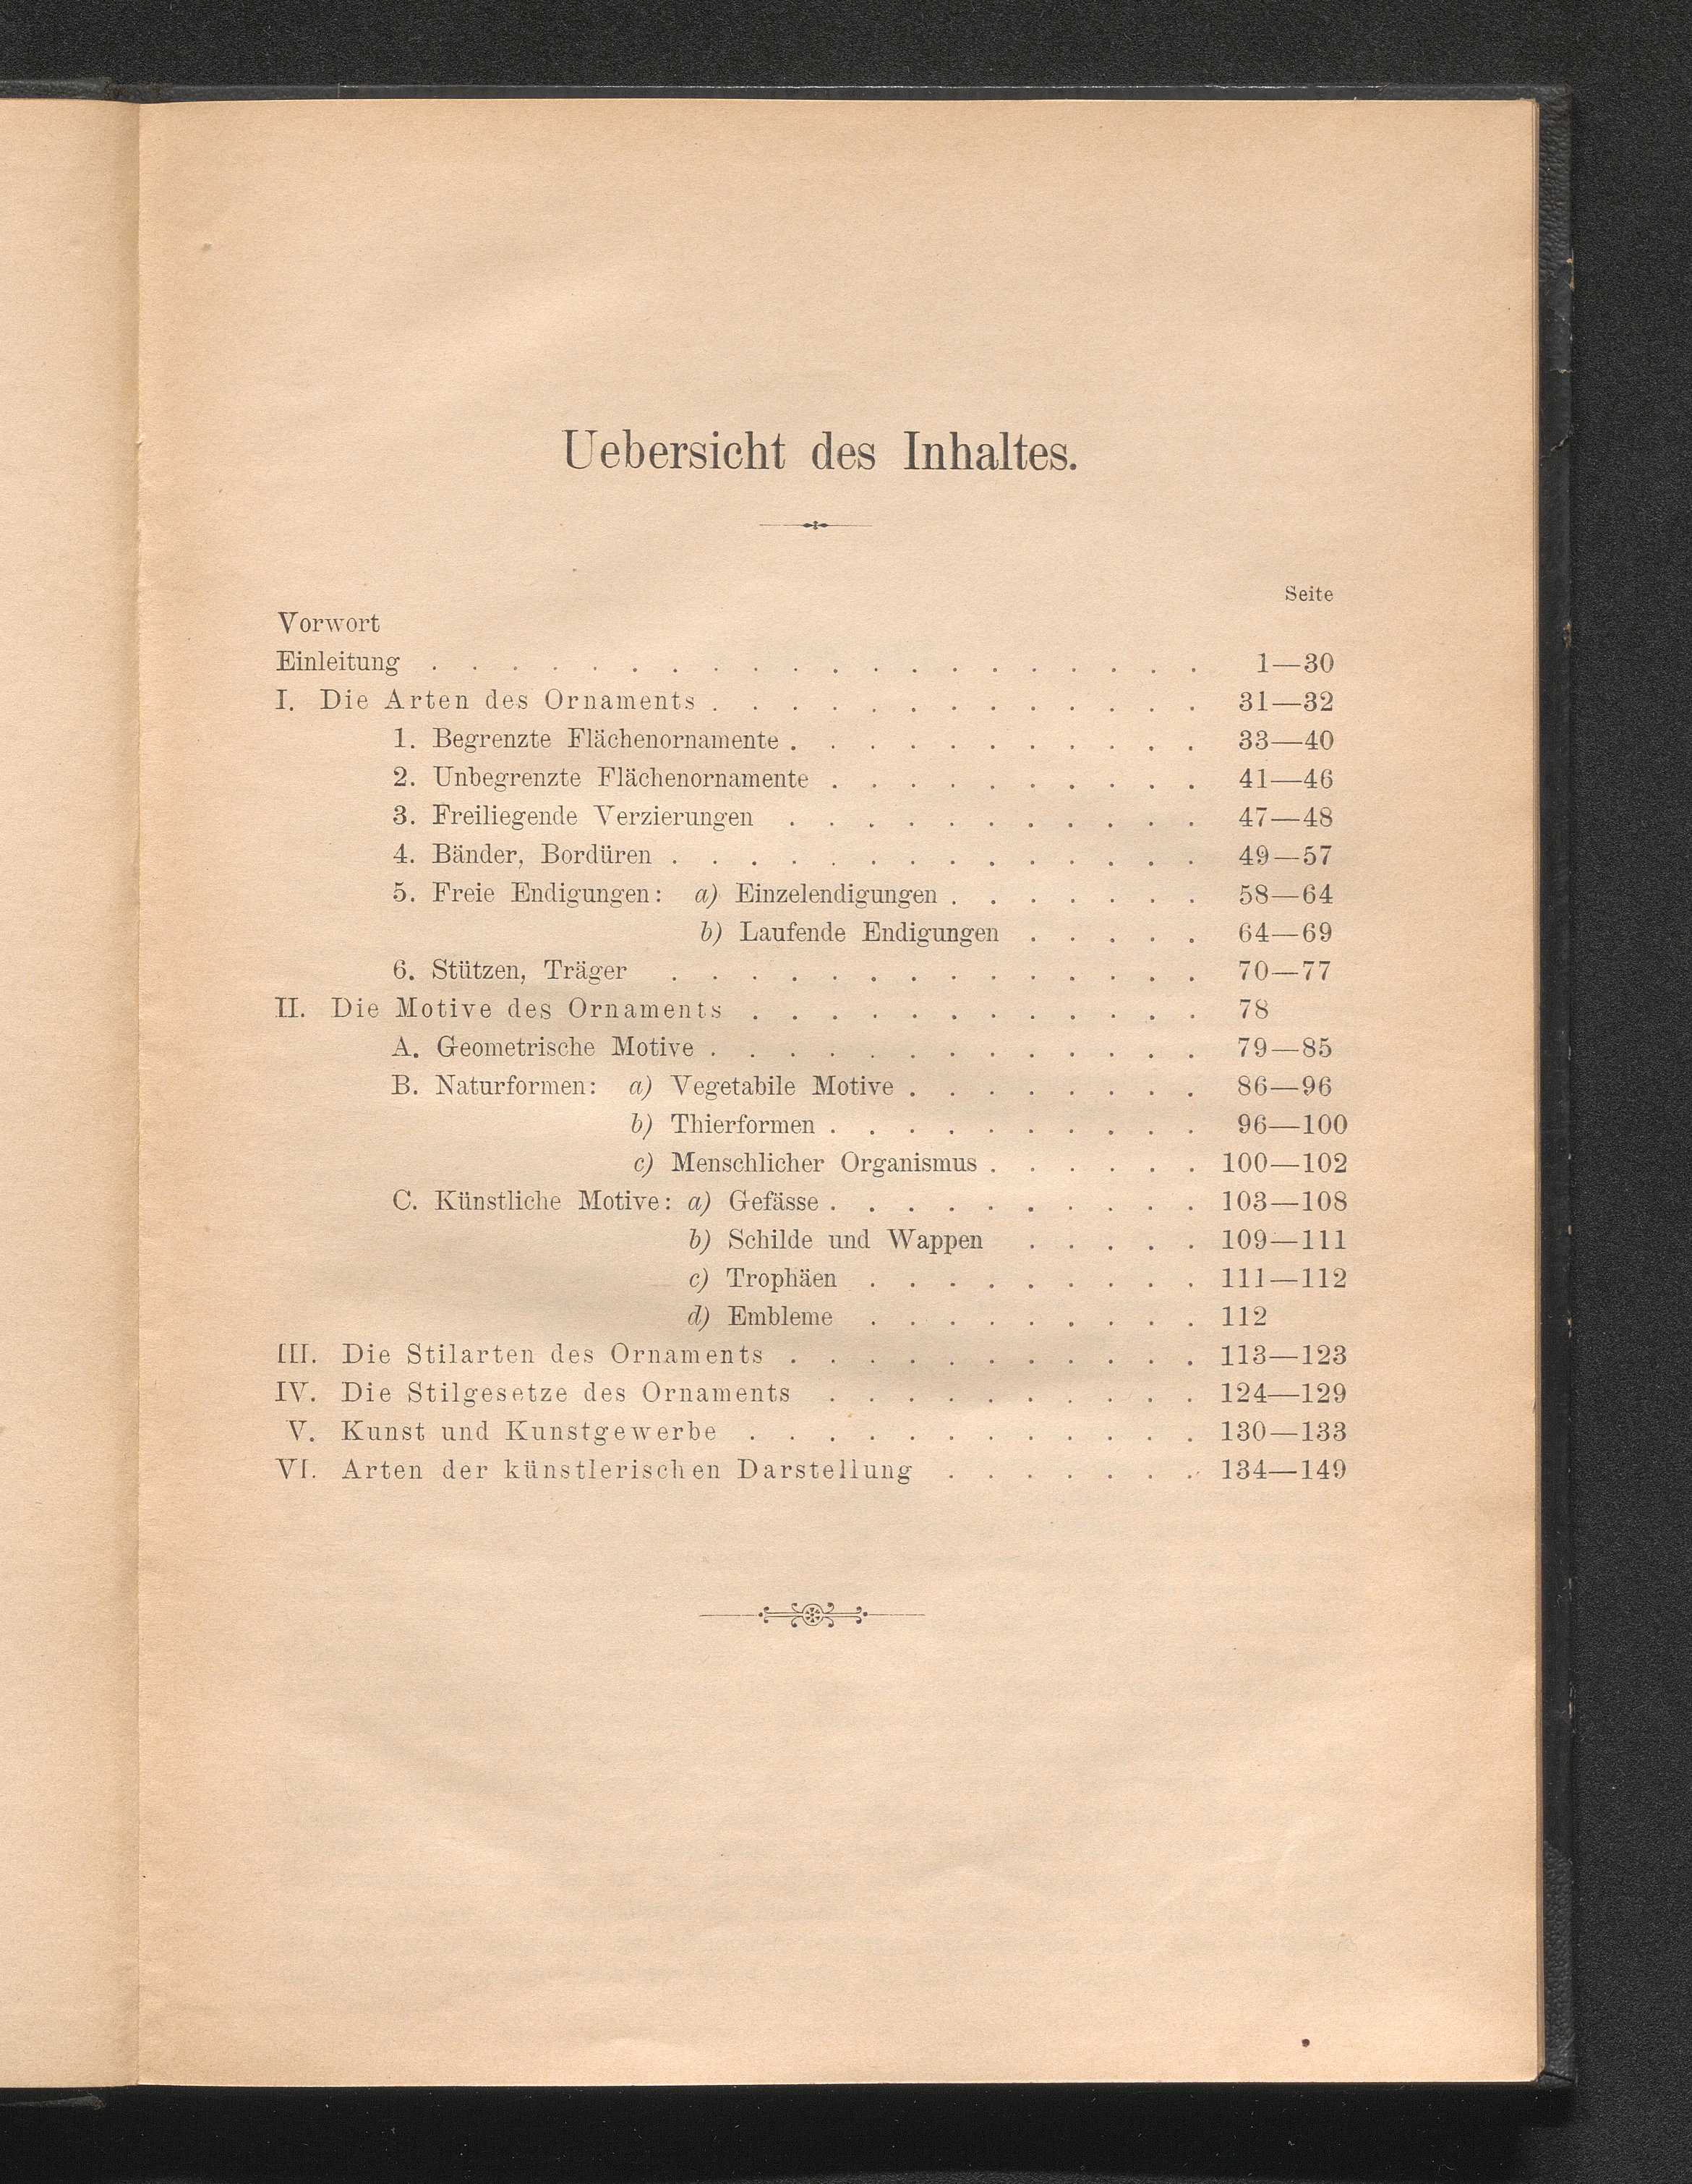 Uebersicht des Inhaltes.
Seite
Vorwort
Einleitung . . . . . . . . . . . . . . . . . . . . 1—30
I. Die Arten des Ornaments . . . . . . . . . . . . . 31—32
1. Begrenzte Flächenornamente . . . . . . . . . . . 33—40
2. Unbegrenzte Flächenornamente . . . . . . . . . . 41—46
3. Freiliegende Verzierungen . . . . . . . . . . . 47—48
4. Bänder, Bordüren . . . . . . . . . . . . . . 49—57
5. Freie Endigungen: a) Einzelendigungen . . . . . . . 58—64
b) Laufende Endigungen . . . . . 64—69
6. Stützen, Träger . . . . . . . . . . . . . . 70—77
II. Die Motive des Ornaments . . . . . . . . . . . . 78
A. Geometrische Motive . . . . . . . . . . . . . 79—85
B. Naturformen: a) Vegetabile Motive . . . . . . . . 86—96
b) Thierformen . . . . . . . . . . 96—100
c) Menschlicher Organismus . . . . . . 100—102
C. Künstliche Motive: a) Gefässe . . . . . . . . . . 103—108
b) Schilde und Wappen . . . . . 109—111
c) Trophäen . . . . . . . . . 111—112
d) Embleme . . . . . . . . . 112
III. Die Stilarten des Ornaments . . . . . . . . . . . 113—123
IV. Die Stilgesetze des Ornaments . . . . . . . . . . 124—129
V. Kunst und Kunstgewerbe . . . . . . . . . . . . 130—133
VI. Arten der künstlerischen Darstellung . . . . . . . 134—149